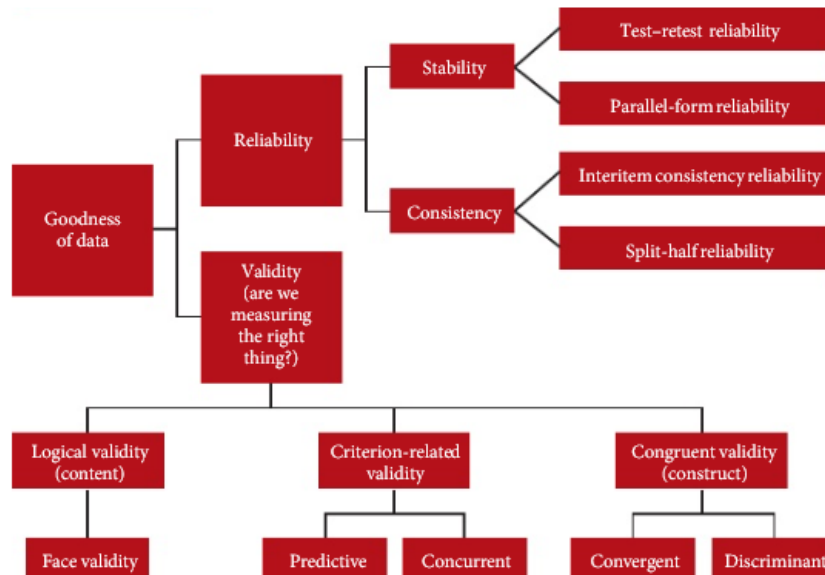 Goodness
of data
Reliability
Stability
Test–retest reliability
Parallel-form reliability
Consistency
Interitem consistency reliability
Split-half reliability
Validity
(are we
measuring
the right
thing?)
Logical validity
(content)
Face validity
Criterion-related
validity
Predictive
Concurrent
Congruent validity
(construct)
Convergent
Discriminant